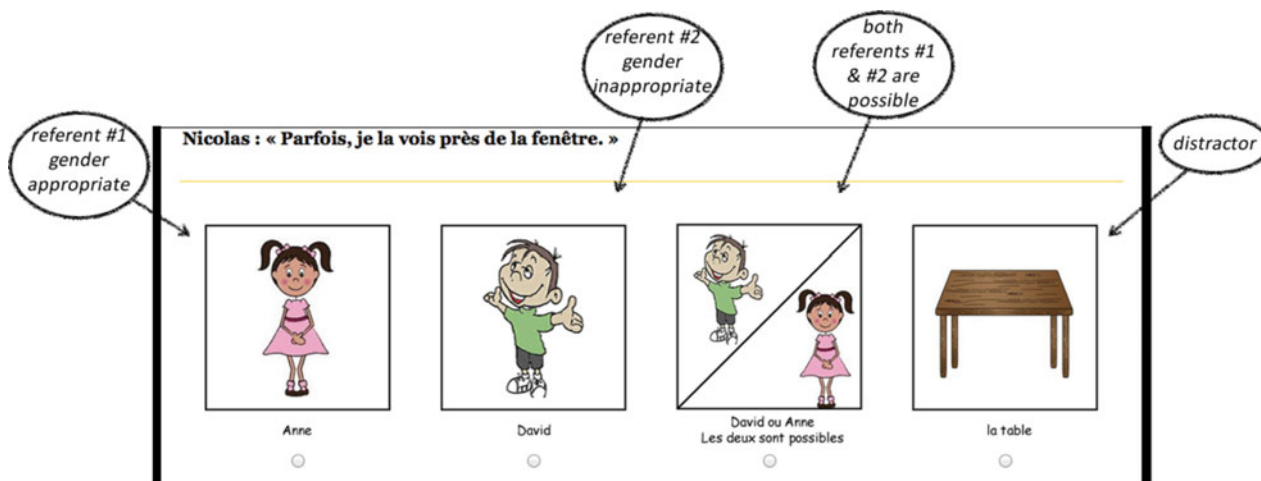 referent #2
gender
inappropriate
both
referents #1
& #2 are
possible
referent #1
gender
appropriate
distractor
Nicolas : « Parfois, je la vois près de la fenêtre. »
Anne
David
David ou Anne
Les deux sont possibles
la table